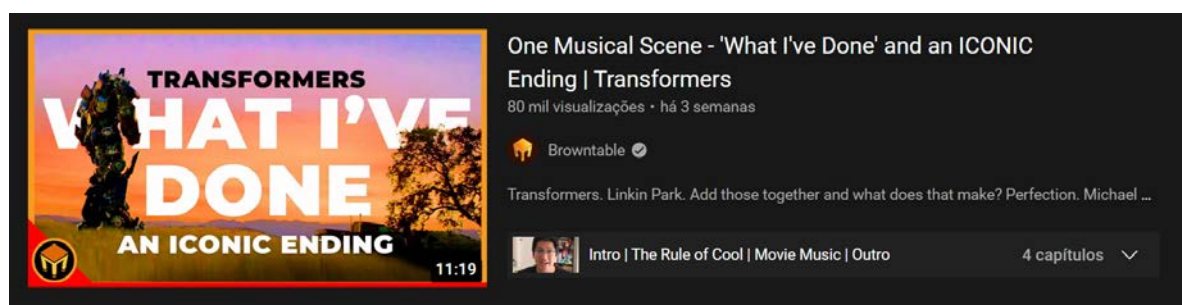 TRANSFORMERS
WHAT I'VE
DONE
AN ICONIC ENDING
11:19
One Musical Scene - 'What I've Done' and an ICONIC
Ending | Transformers
80 mil visualizações • há 3 semanas
Browntable
Transformers. Linkin Park. Add those together and what does that make? Perfection. Michael ...
Intro | The Rule of Cool | Movie Music | Outro
4 capítulos